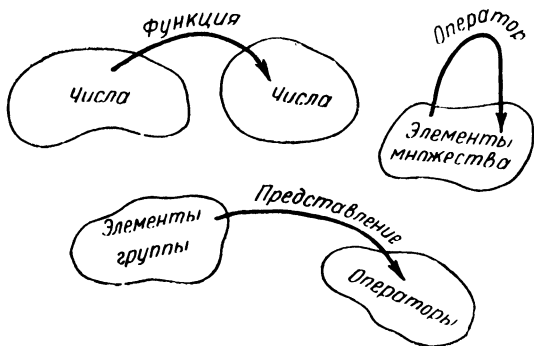 Функция
Числа
Числа
Оператор
Элементы
множества
Представление
Элементы
группы
Операторы